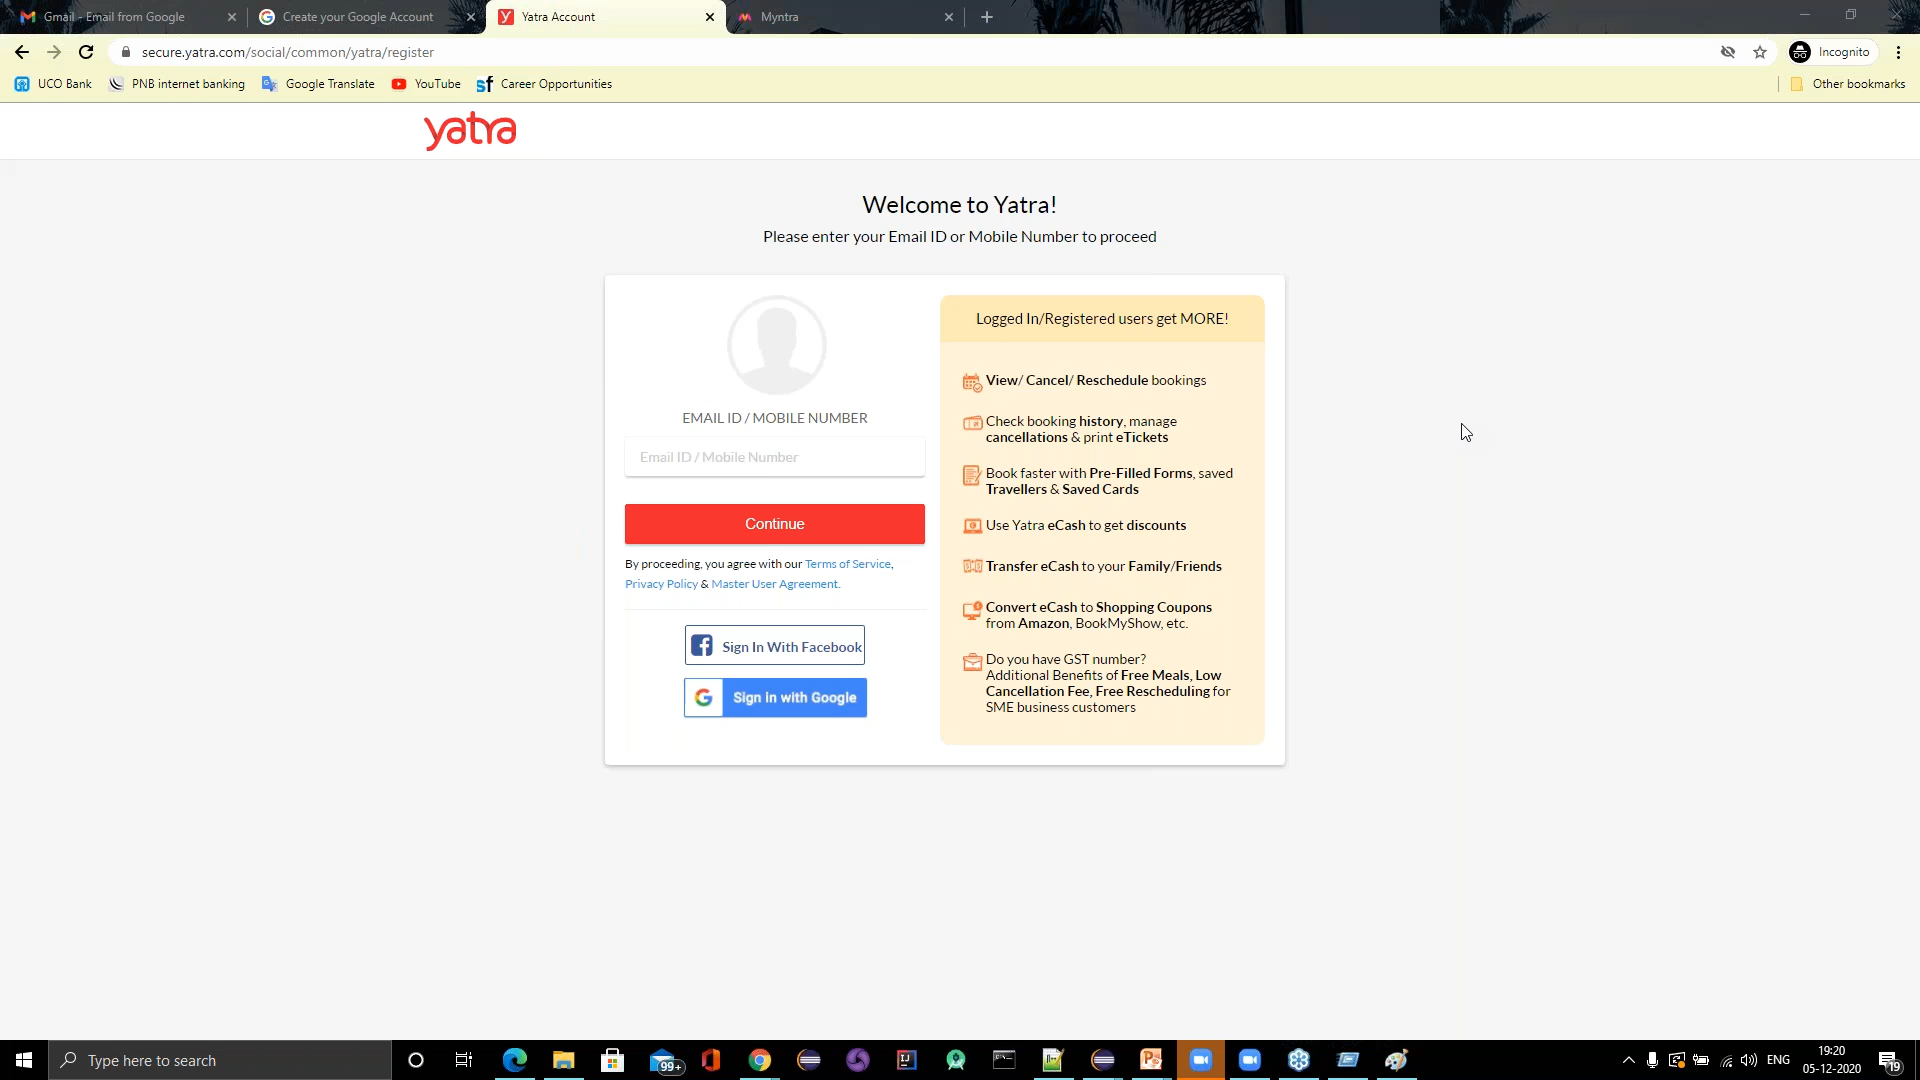 Gmail - Email from Google
Create your Google Account
Yatra Account
Myntra
secure.yatra.com/social/common/yatra/register
Incognito
UCO Bank
PNB internet banking
Google Translate
YouTube
Career Opportunities
Other bookmarks
yatra
Welcome to Yatra!
Please enter your Email ID or Mobile Number to proceed
EMAIL ID / MOBILE NUMBER
Email ID / Mobile Number
Continue
By proceeding, you agree with our Terms of Service,
Privacy Policy & Master User Agreement.
Sign In With Facebook
Sign in with Google
Logged In/Registered users get MORE!
View/ Cancel/ Reschedule bookings
Check booking history, manage
cancellations & print eTickets
Book faster with Pre-Filled Forms, saved
Travellers & Saved Cards
Use Yatra eCash to get discounts
Transfer eCash to your Family/Friends
Convert eCash to Shopping Coupons
from Amazon, BookMyShow, etc.
Do you have GST number?
Additional Benefits of Free Meals, Low
Cancellation Fee, Free Rescheduling for
SME business customers
Type here to search
99+
ENG
19:20
05-12-2020
19